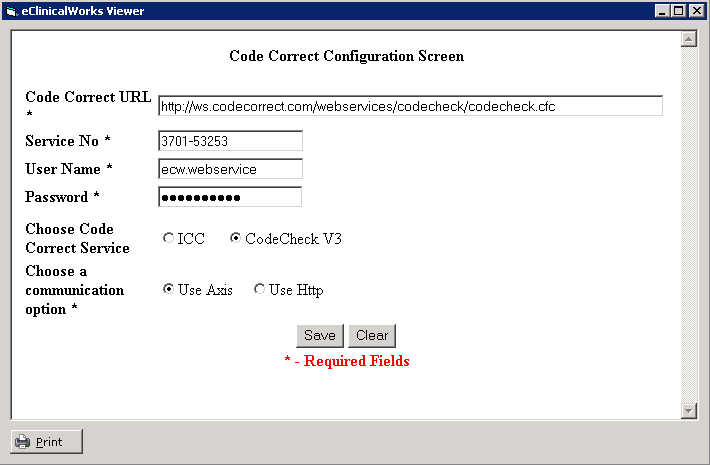 eClinicalWorks Viewer
Code Correct Configuration Screen
Code Correct URL
*
http://ws.codecorrect.com/webservices/codecheck/codecheck.cfc
Service No *
3701-53253
User Name *
ecw.webservice
Password *
●●●●●●●●●●
Choose Code
Correct Service
ICC CodeCheck V3
Choose a
communication
option *
Use Axis Use Http
Save Clear
* - Required Fields
Print